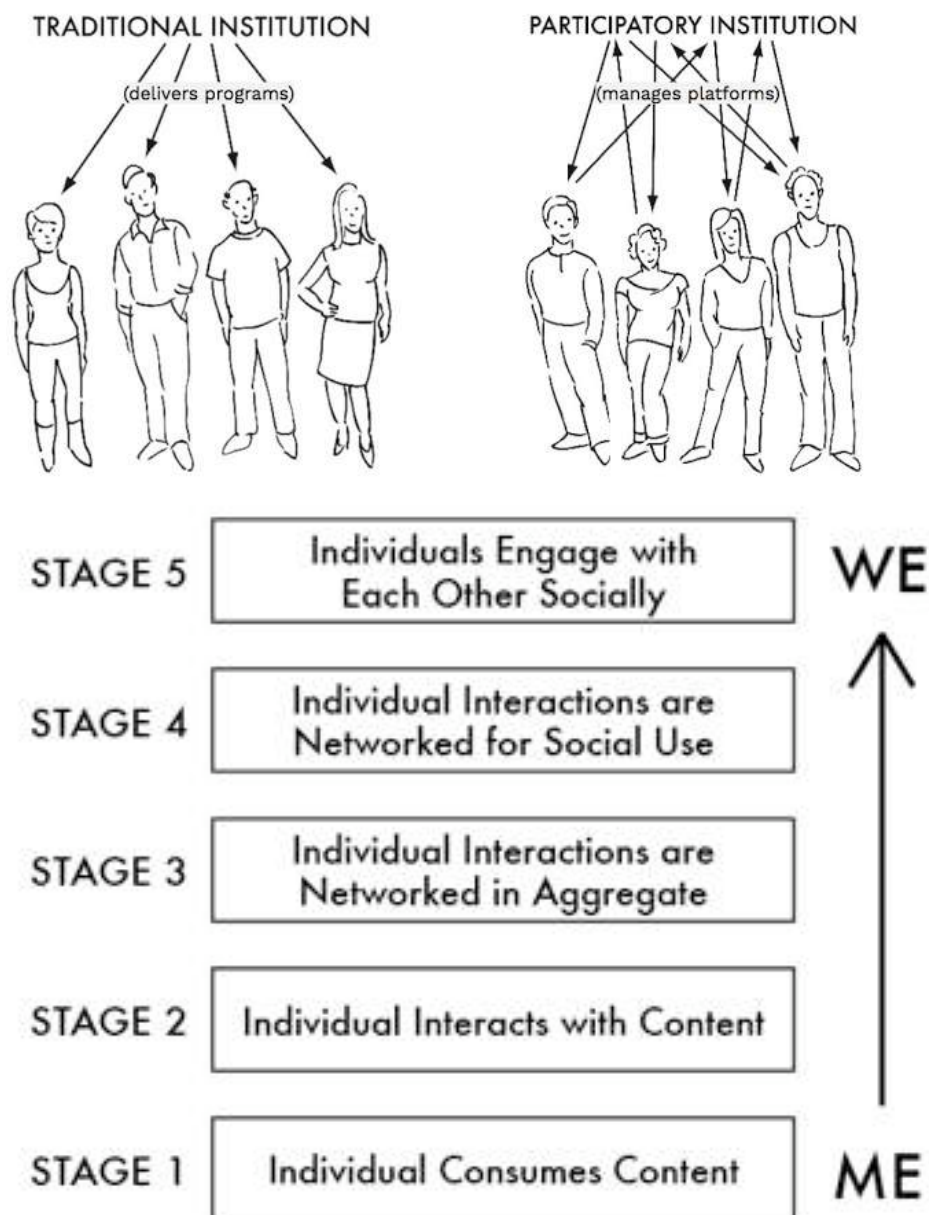 TRADITIONAL INSTITUTION
(delivers programs)
PARTICIPATORY INSTITUTION
(manages platforms)
STAGE 5
Individuals Engage with
Each Other Socially
WE
STAGE 4
Individual Interactions are
Networked for Social Use
STAGE 3
Individual Interactions are
Networked in Aggregate
STAGE 2
Individual Interacts with Content
STAGE 1
Individual Consumes Content
ME